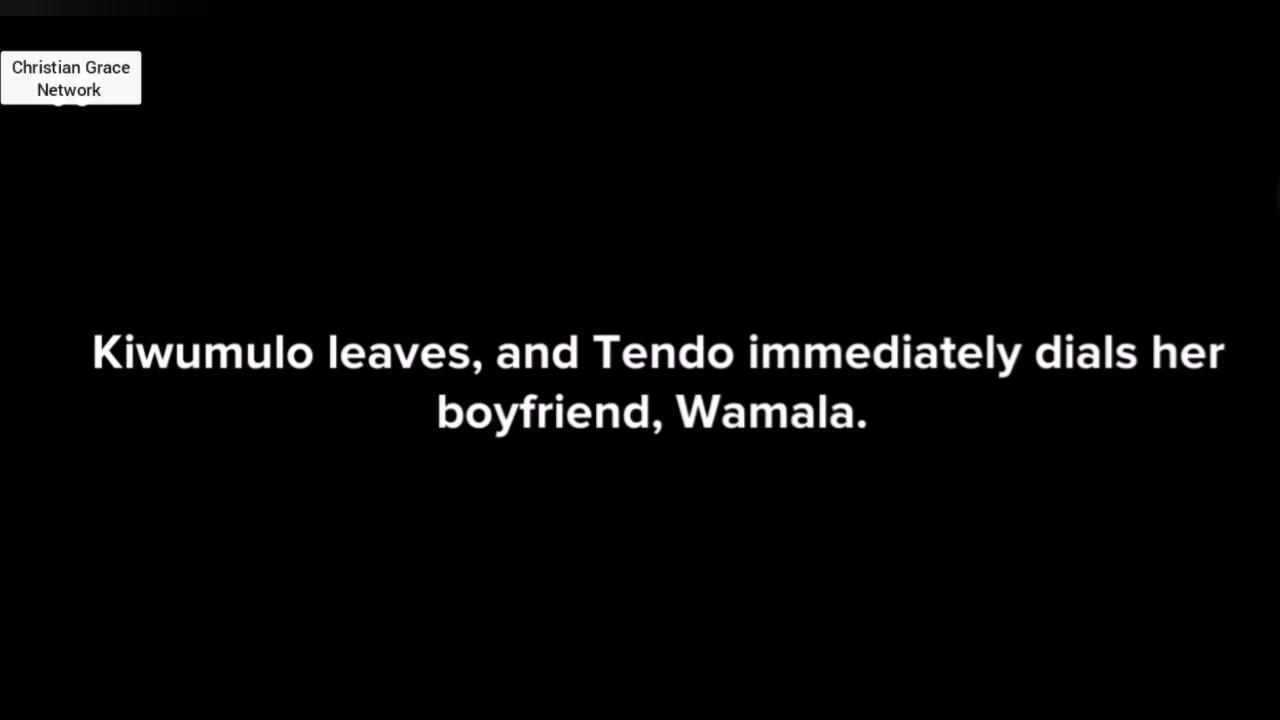 Christian Grace
Network
Kiwumulo leaves, and Tendo immediately dials her
boyfriend, Wamala.